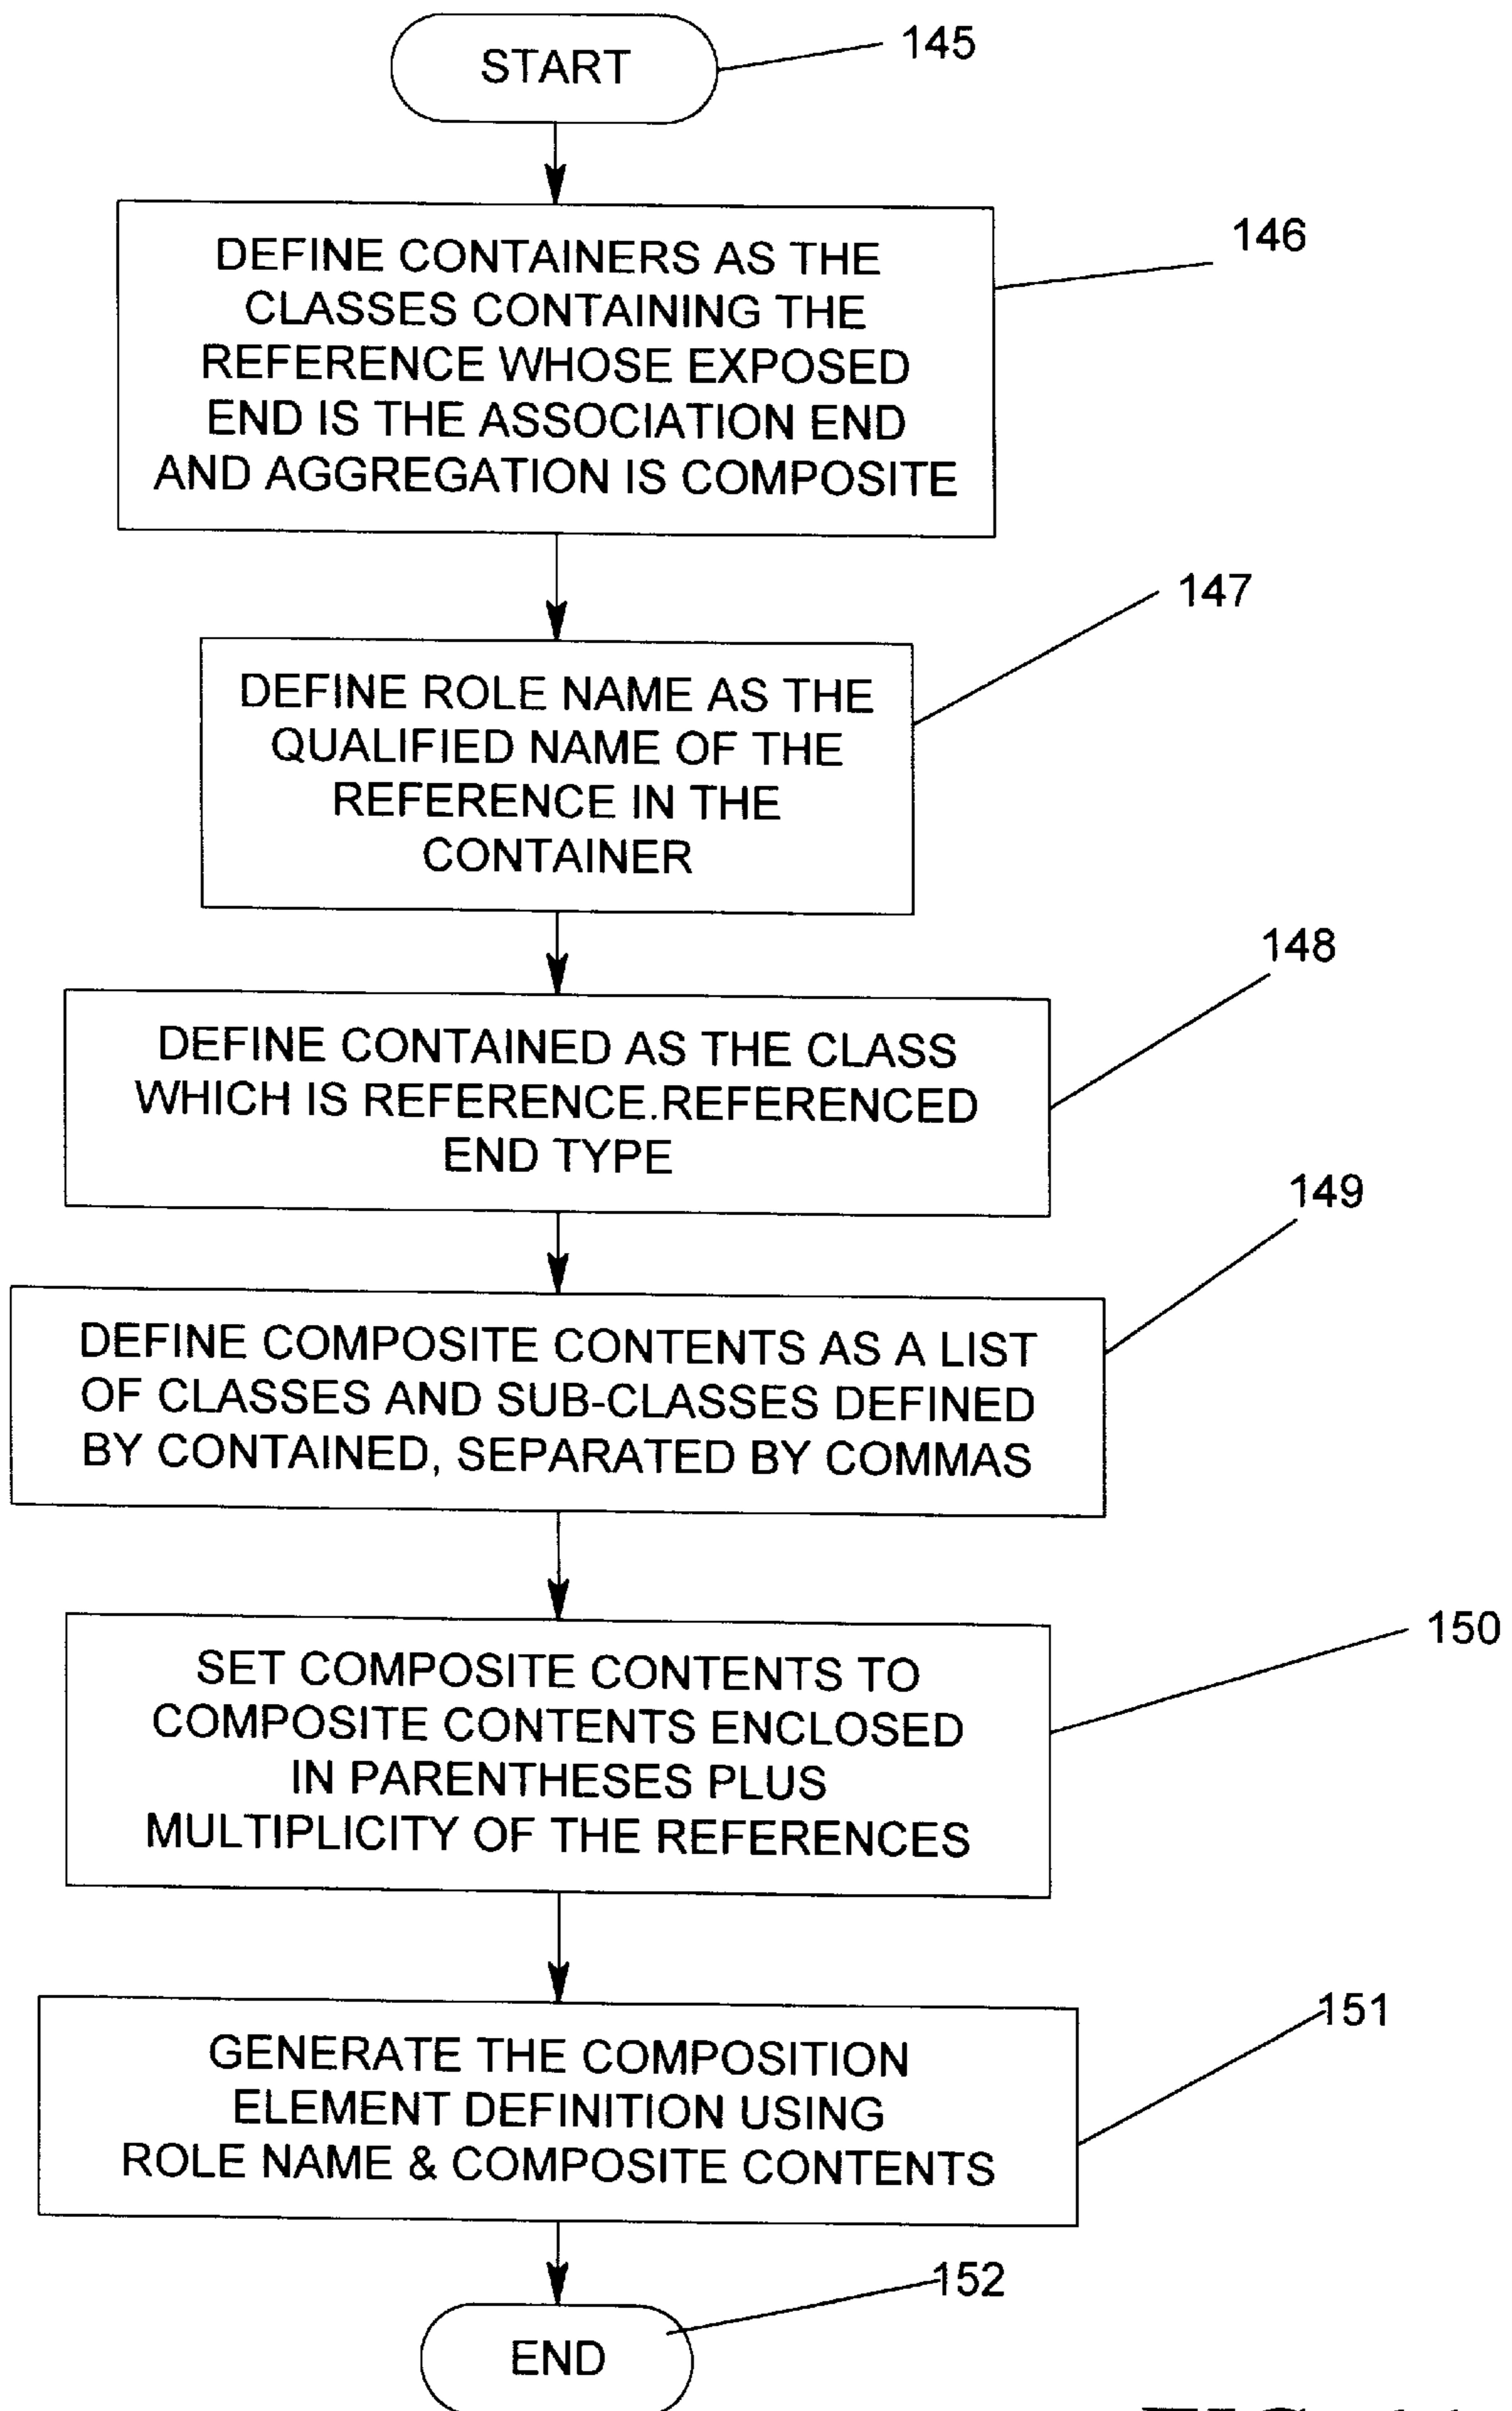 START
145
DEFINE CONTAINERS AS THE
CLASSES CONTAINING THE
REFERENCE WHOSE EXPOSED
END IS THE ASSOCIATION END
AND AGGREGATION IS COMPOSITE
146
DEFINE ROLE NAME AS THE
QUALIFIED NAME OF THE
REFERENCE IN THE
CONTAINER
147
DEFINE CONTAINED AS THE CLASS
WHICH IS REFERENCE.REFERENCED
END TYPE
148
DEFINE COMPOSITE CONTENTS AS A LIST
OF CLASSES AND SUB-CLASSES DEFINED
BY CONTAINED, SEPARATED BY COMMAS
149
SET COMPOSITE CONTENTS TO
COMPOSITE CONTENTS ENCLOSED
IN PARENTHESES PLUS
MULTIPLICITY OF THE REFERENCES
150
GENERATE THE COMPOSITION
ELEMENT DEFINITION USING
ROLE NAME & COMPOSITE CONTENTS
151
END
152